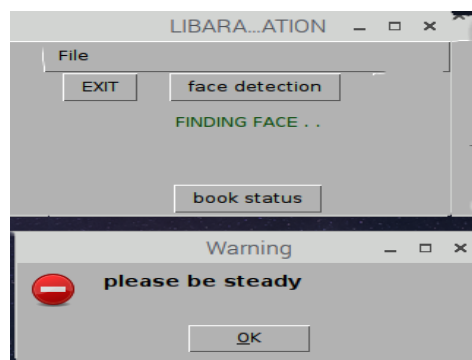 LIBARA...ATION
File
EXIT face detection
FINDING FACE . .
book status
Warning
please be steady
OK